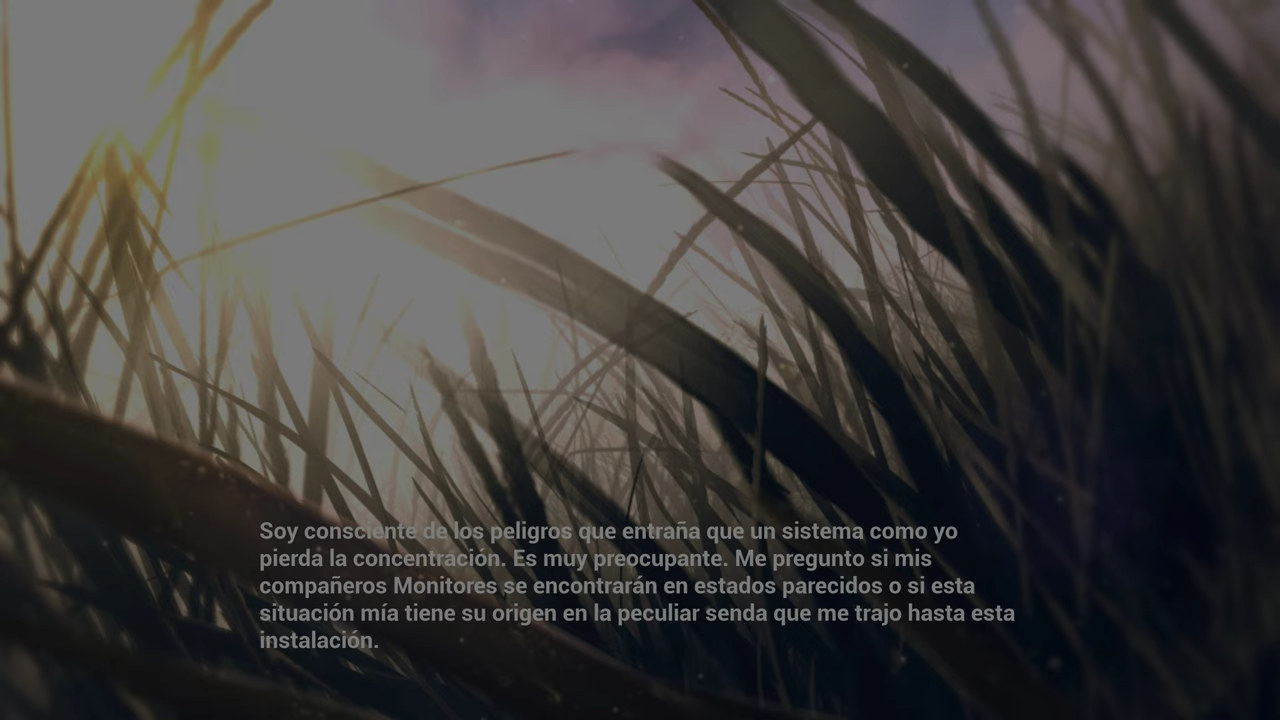 Soy consciente de los peligros que entraña que un sistema como yo
pierda la concentración. Es muy preocupante. Me pregunto si mis
compañeros Monitores se encontrarán en estados parecidos o si esta
situación mía tiene su origen en la peculiar senda que me trajo hasta esta
instalación.